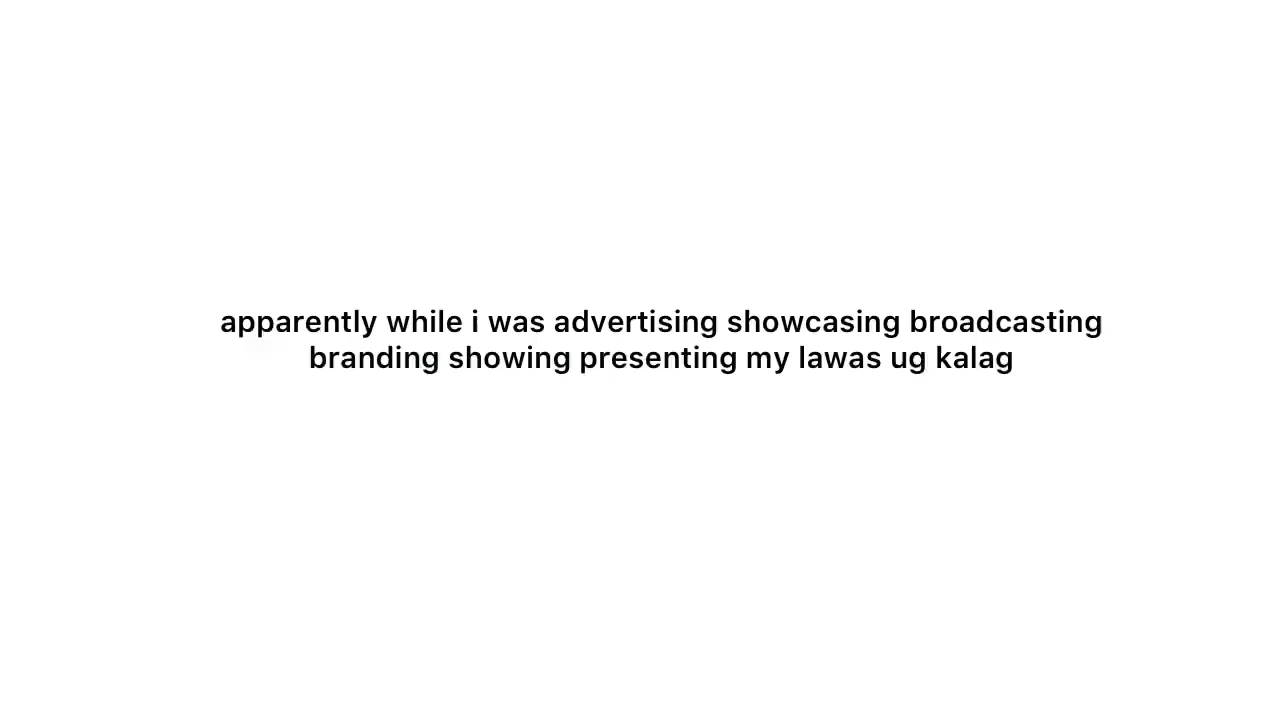 apparently while i was advertising showcasing broadcasting
branding showing presenting my lawas ug kalag